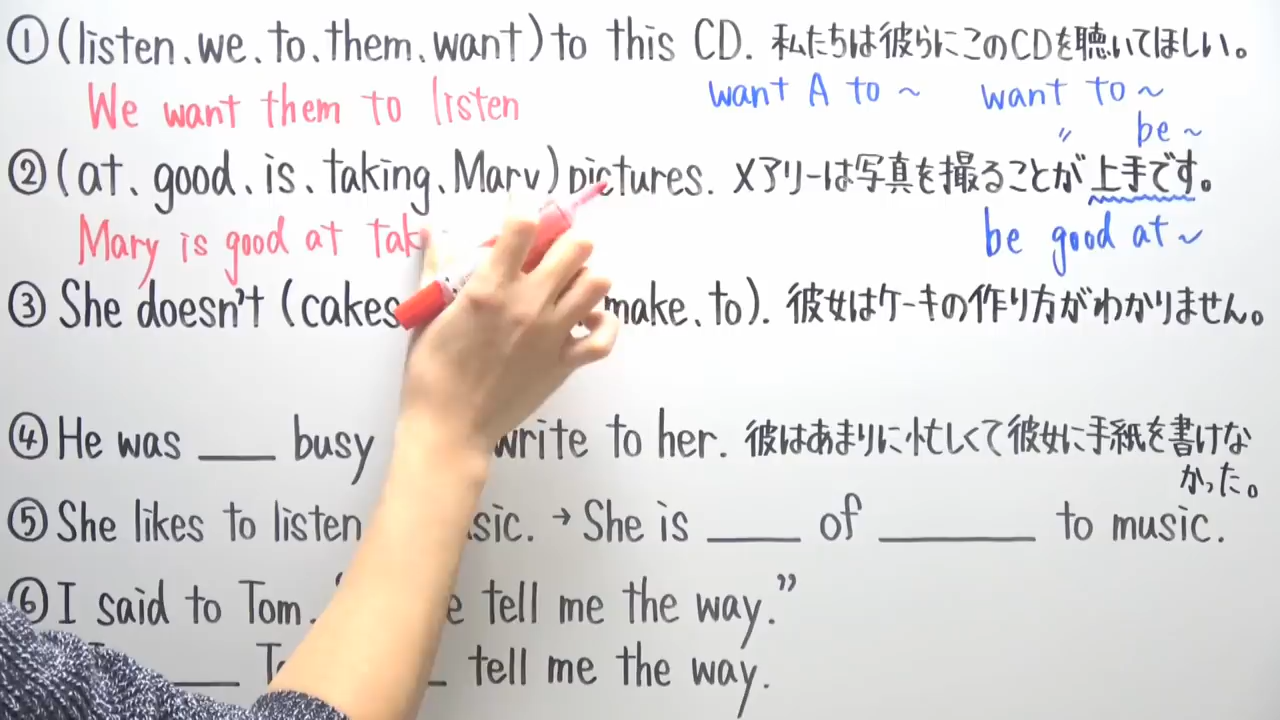 ①(listen、we、to、them、want)to this CD. 私たちは彼らにこのCDを聴いてほしい。
We want them to listen
want A to ~ want to ~
〃 be ~
②(at、good、is、taking、Mary)pictures. メアリーは写真を撮ることが上手です。
Mary is good at tak
be good at ~
③ She doesn't (cakes make、to). 彼女はケーキの作り方がわかりません。
④ He was ___ busy write to her. 彼はあまりに忙しくて彼女に手紙を書けな
かった。
⑤ She likes to listen sic. → She is ___ of ___ to music.
⑥ I said to Tom, e tell me the way.”
___ T _ tell me the way.